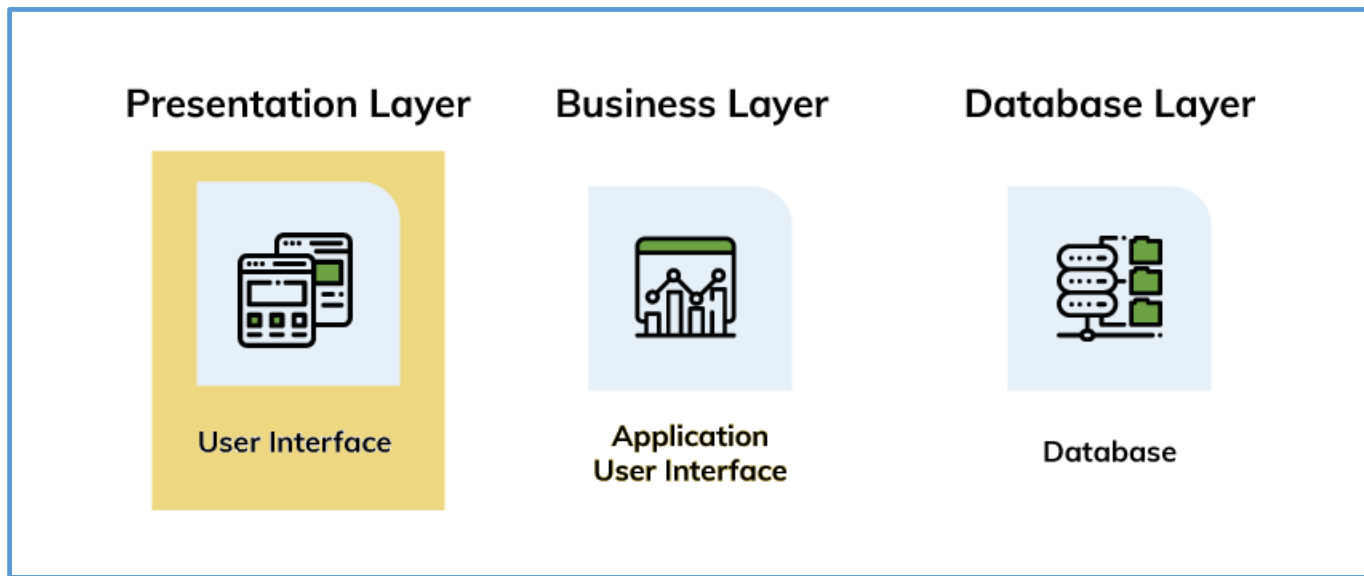 Presentation Layer
Business Layer
Database Layer
User Interface
Application
User Interface
Database